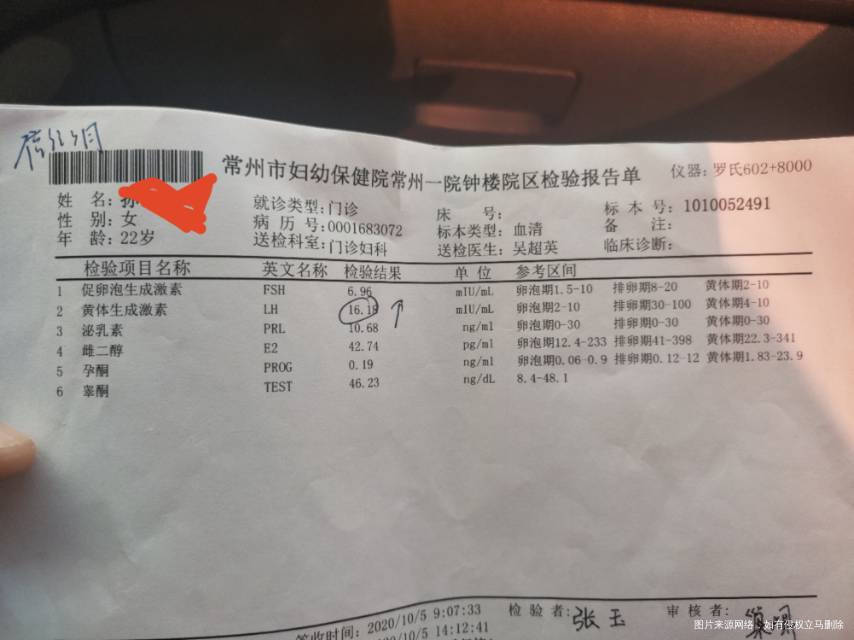 常州市妇幼保健院常州一院钟楼院区检验报告单 仪器:罗氏602+8000
姓 名: 就诊类型:门诊 床 号: 标 本 号: 1010052491
性 别:女 病 历 号:0001683072 标本类型: 血清 备 注:
年 龄:22岁 送检科室:门诊妇科 送检医生: 吴超英 临床诊断:
检验项目名称 英文名称 检验结果 单 位 参考区间
1 促卵泡生成激素 FSH 6.96 mIU/mL 卵泡期1.5-10 排卵期8-20 黄体期2-10
2 黄体生成激素 LH ↑ mIU/mL 卵泡期2-10 排卵期30-100 黄体期4-10
3 泌乳素 PRL 10.68 ng/ml 卵泡期0-30 排卵期0-30 黄体期0-30
4 雌二醇 E2 42.74 pg/ml 卵泡期12.4-233 排卵期41-398 黄体期22.3-341
5 孕酮 PROG 0.19 ng/ml 卵泡期0.06-0.9 排卵期0.12-12 黄体期1.83-23.9
6 睾酮 TEST 46.23 ng/dL 8.4-48.1
签收时间: 2020/10/5 9:07:33 检 验 者: 张玉 审 核 者:
2020/10/5 14:12:41
图片来源网络,如有侵权立马删除